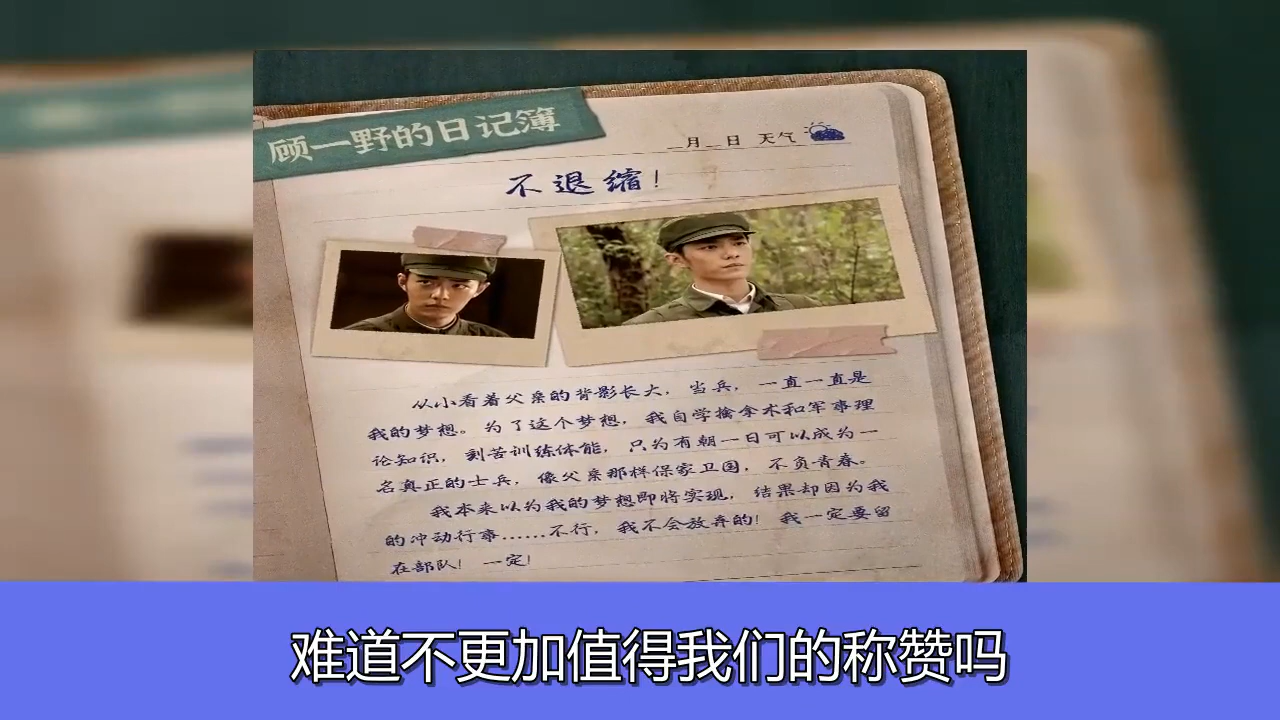 顾一野的日记簿
_月_日 天气
不退缩!
从小看着父亲的背影长大,当兵,一直一直是
我的梦想。为了这个梦想,我自学擒拿术和军事理
论知识,刻苦训练体能,只为有朝一日可以成为一
名真正的士兵,像父亲那样保家卫国,不负青春。
我本来以为我的梦想即将实现,结果却因为我
的冲动行事......不行,我不会放弃的!我一定要留
在部队!一定!
难道不更加值得我们的称赞吗